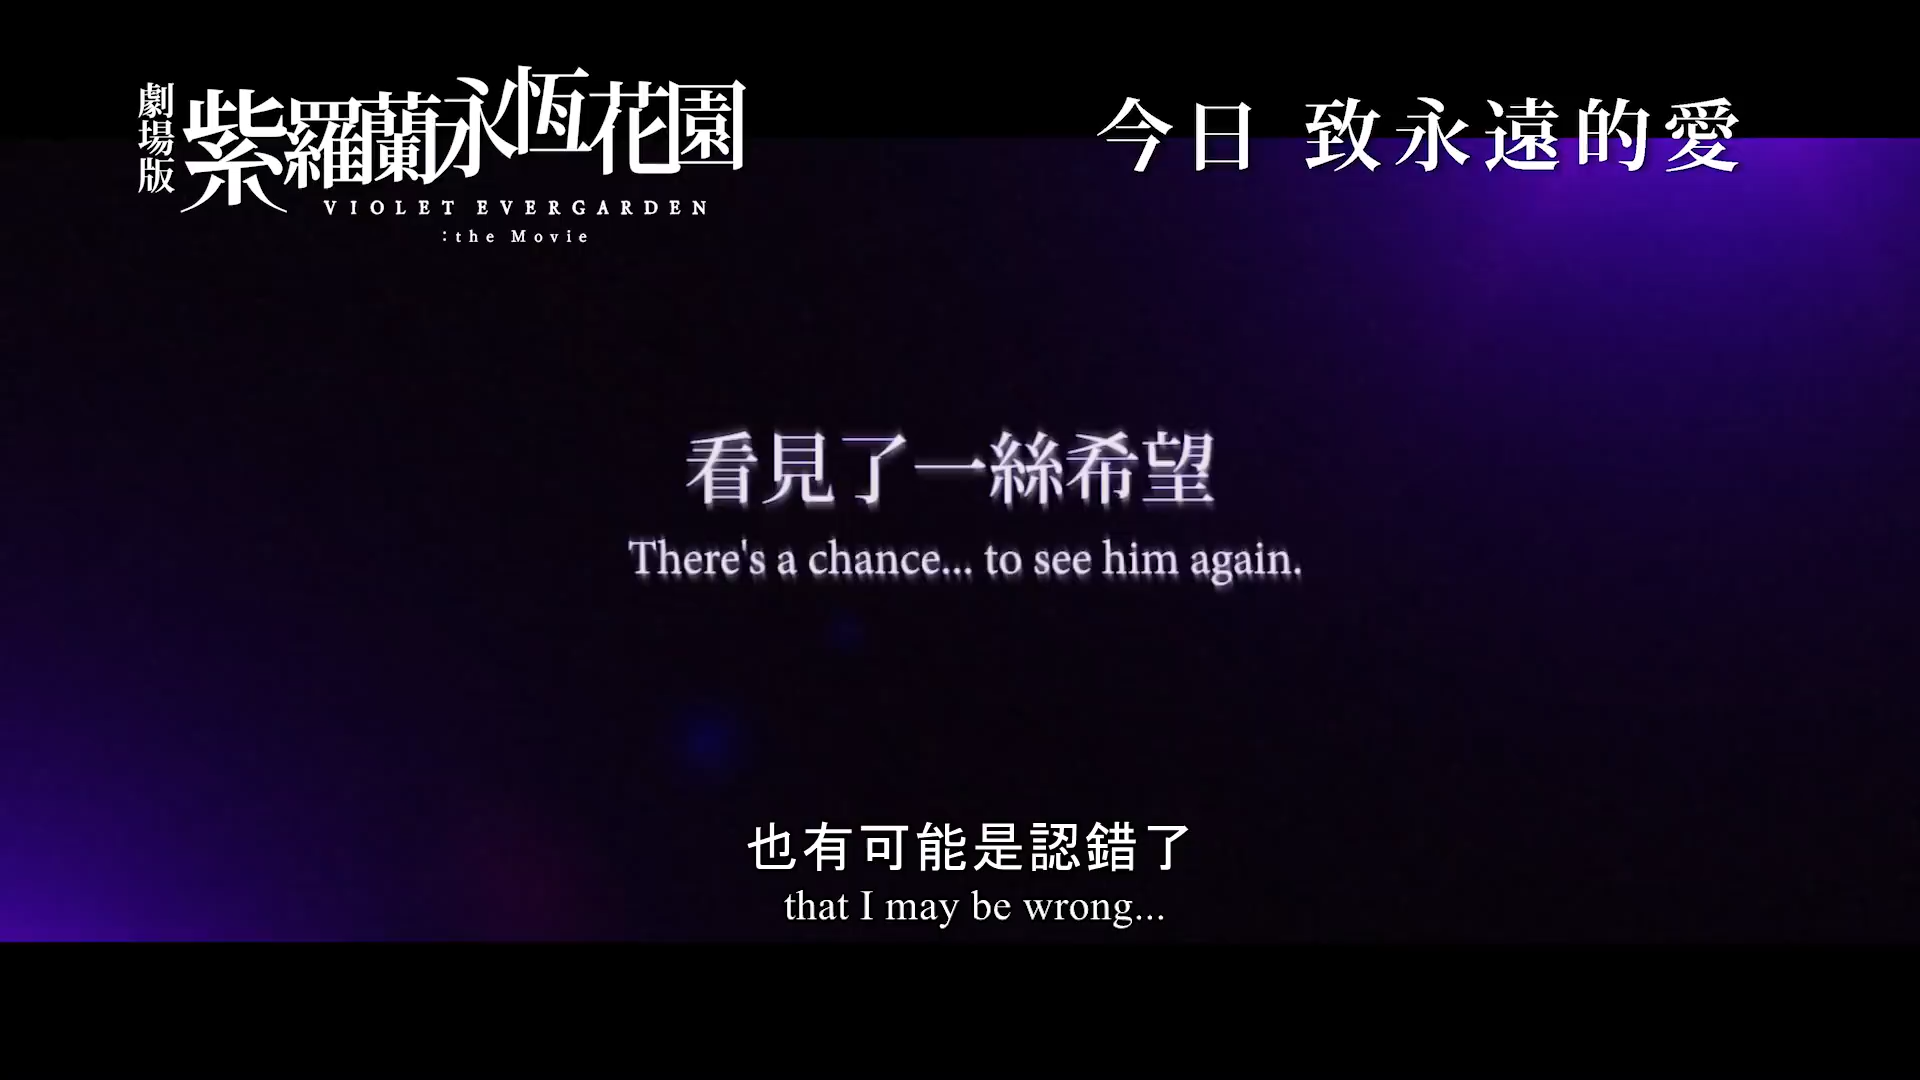 劇場版
紫羅蘭永恆花園
VIOLET EVERGARDEN
:the Movie
今日 致永遠的愛
看見了一絲希望
There's a chance... to see him again.
也有可能是認錯了
that I may be wrong...